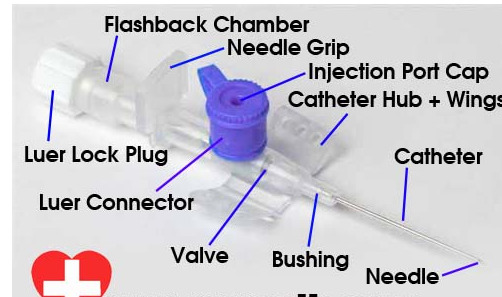 Flashback Chamber
Needle Grip
Injection Port Cap
Catheter Hub + Wings
Luer Lock Plug
Catheter
Luer Connector
Valve
Bushing
Needle